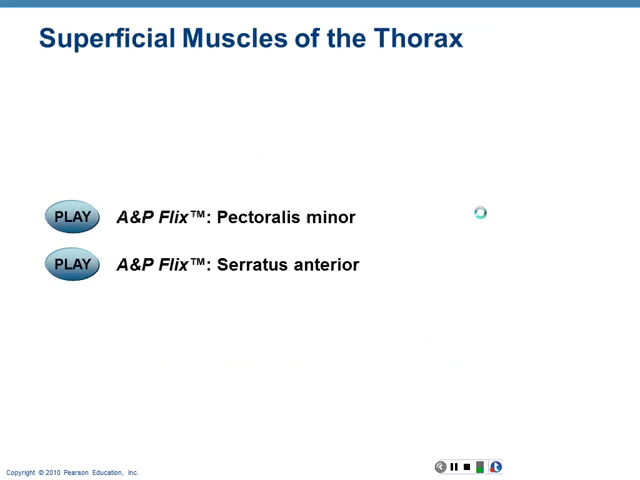 Superficial Muscles of the Thorax
PLAY A&P Flix™: Pectoralis minor
PLAY A&P Flix™: Serratus anterior
Copyright © 2010 Pearson Education, Inc.
t